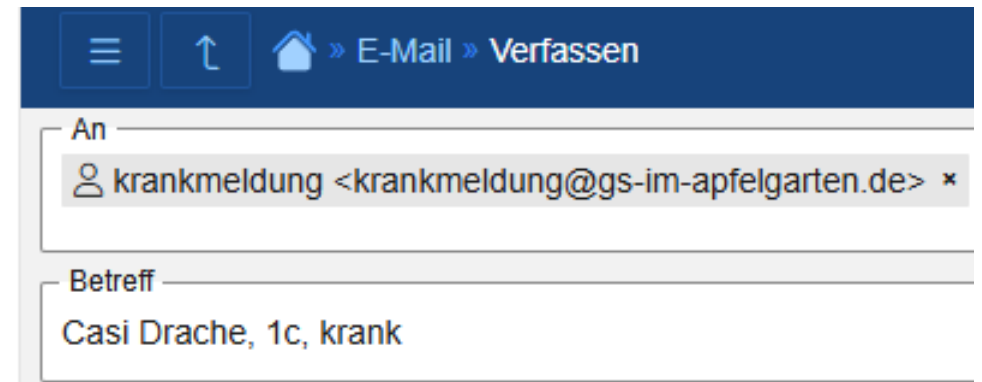 » E-Mail » Verfassen
An
krankmeldung <krankmeldung@gs-im-apfelgarten.de> ×
Betreff
Casi Drache, 1c, krank